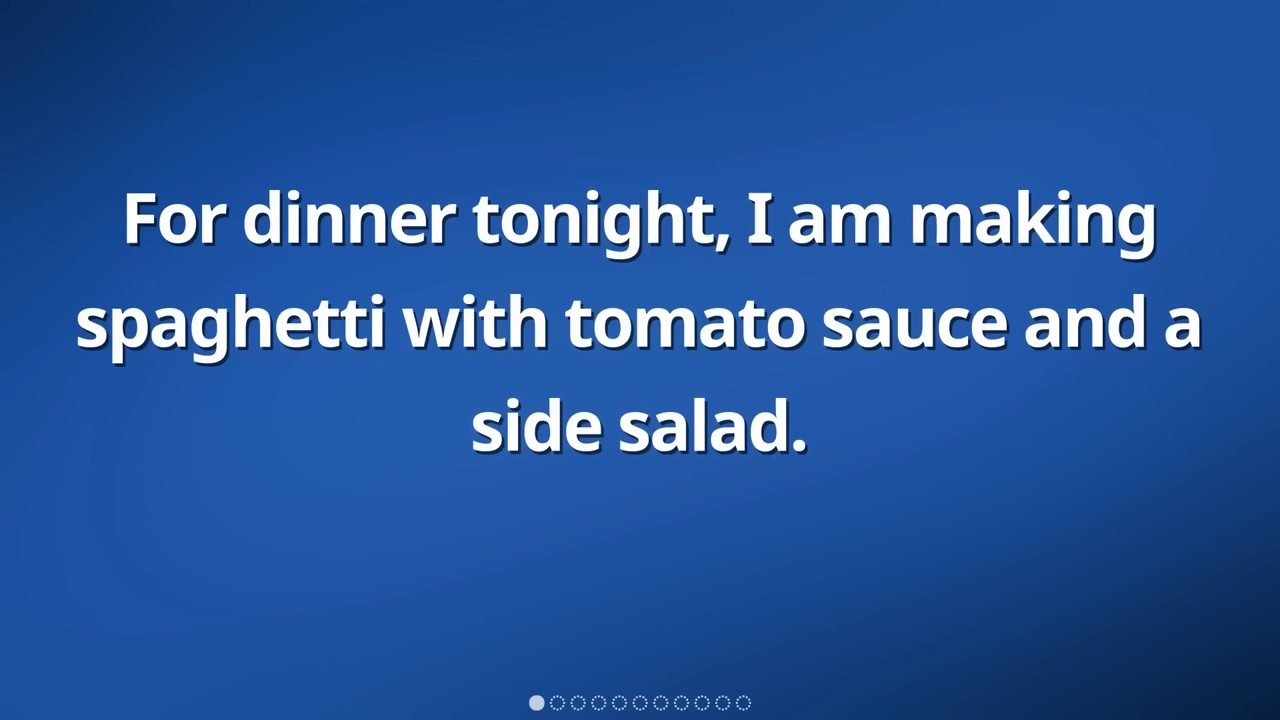 For dinner tonight, I am making
spaghetti with tomato sauce and a
side salad.